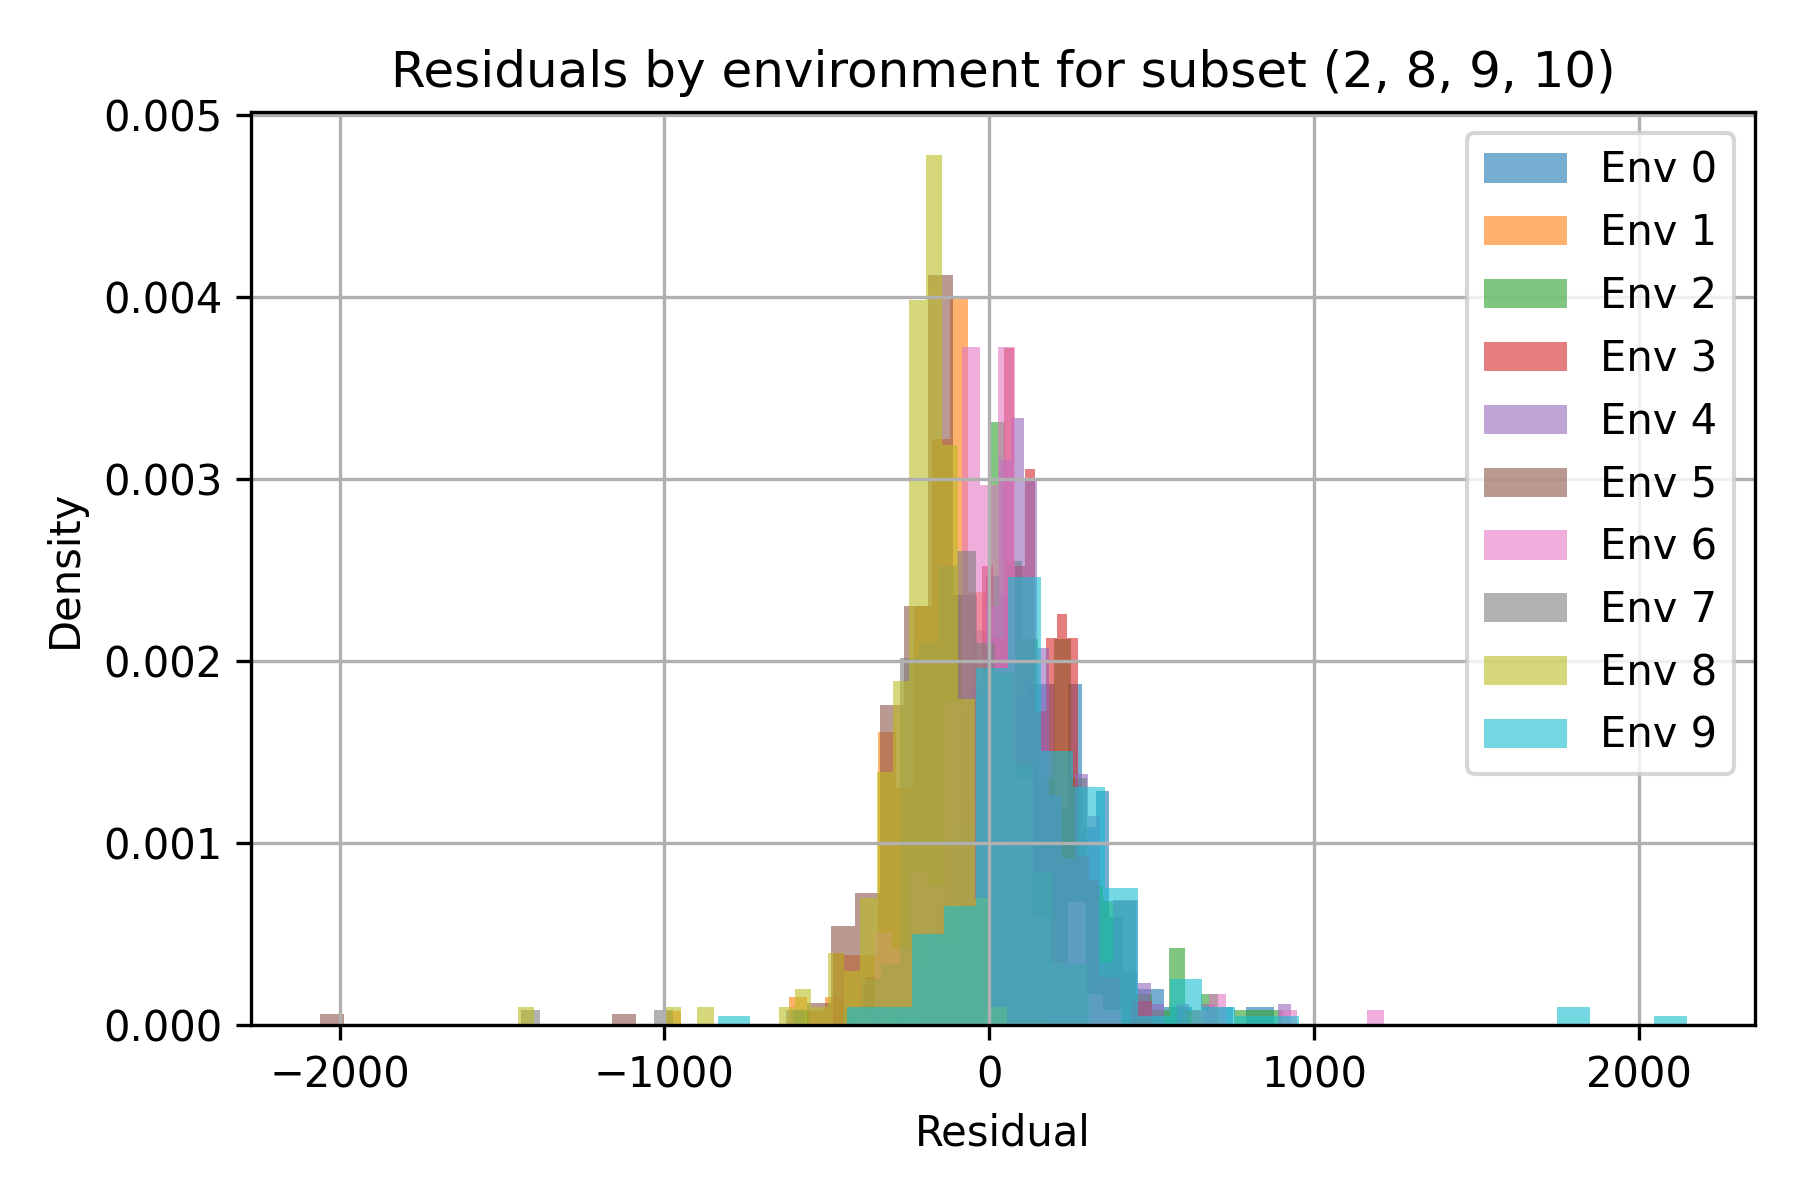 Residuals by environment for subset (2, 8, 9, 10)
0.005
0.004
0.003
0.002
0.001
0.000
Density
Env 0
Env 1
Env 2
Env 3
Env 4
Env 5
Env 6
Env 7
Env 8
Env 9
−2000 −1000 0 1000 2000
Residual